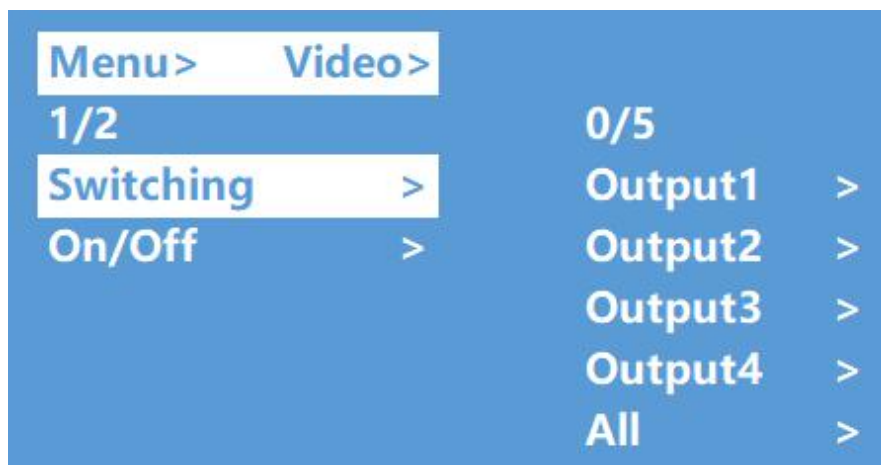 Menu> Video>
1/2 0/5
Switching > Output1 >
On/Off > Output2 >
Output3 >
Output4 >
All >